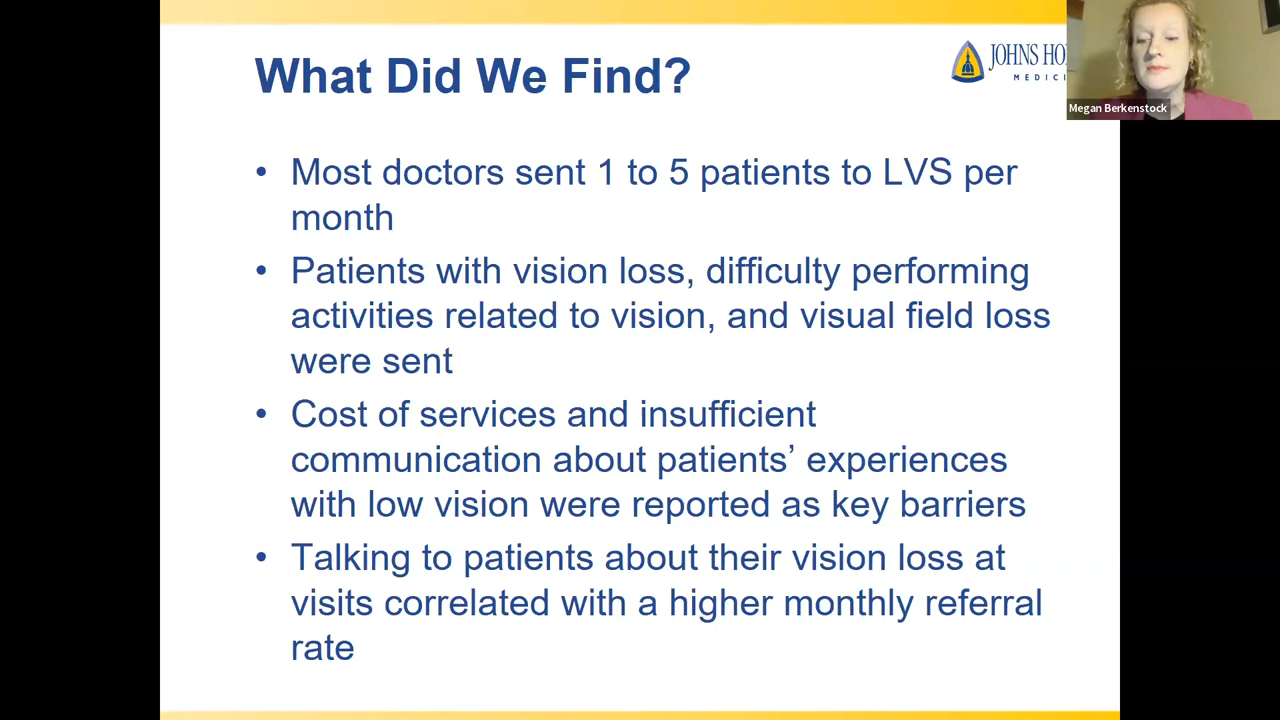 What Did We Find?
JOHNS HO
MEDICI
Megan Berkenstock
• Most doctors sent 1 to 5 patients to LVS per
month
• Patients with vision loss, difficulty performing
activities related to vision, and visual field loss
were sent
• Cost of services and insufficient
communication about patients’ experiences
with low vision were reported as key barriers
• Talking to patients about their vision loss at
visits correlated with a higher monthly referral
rate